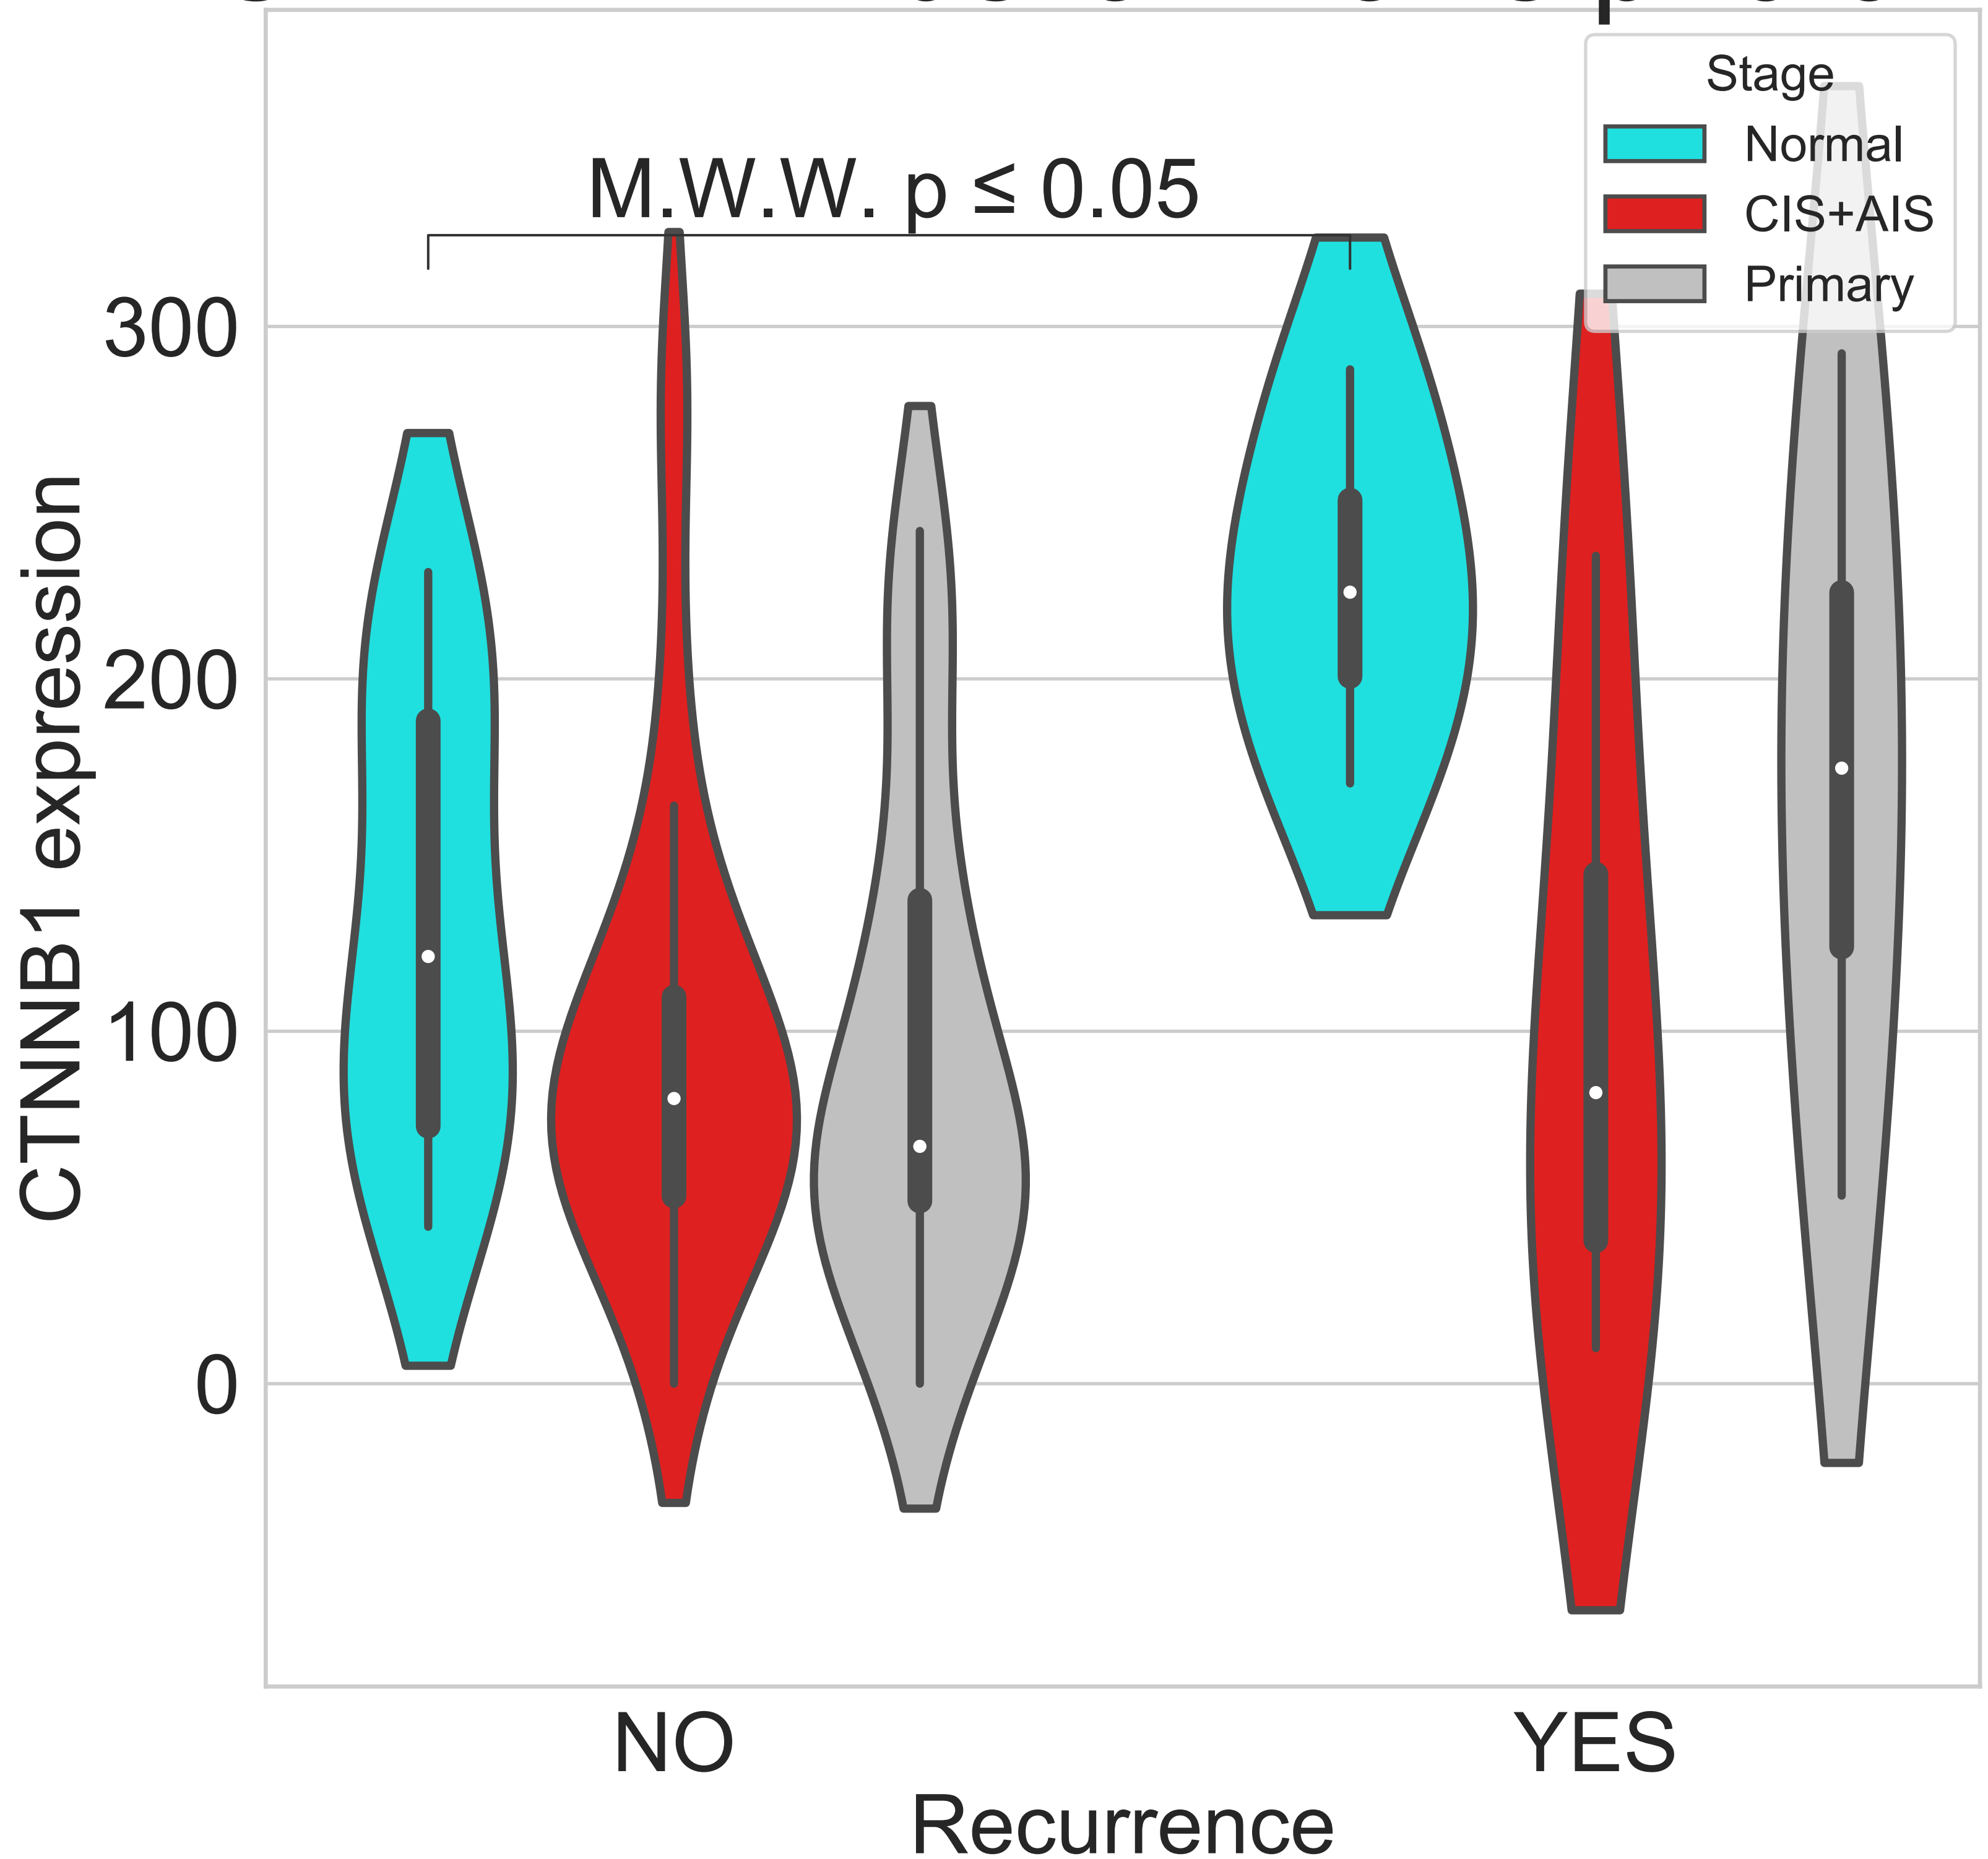 Stage
Normal
CIS+AIS
Primary
M.W.W. p ≤ 0.05
300
200
100
0
CTNNB1 expression
NO
YES
Recurrence